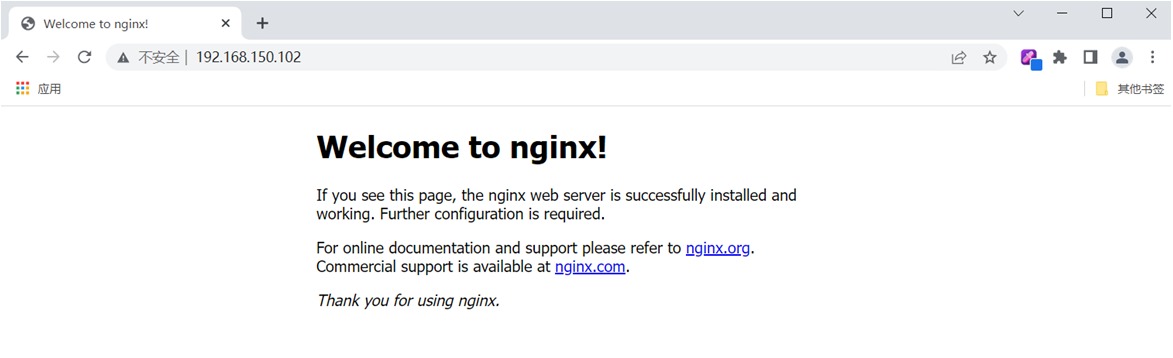 Welcome to nginx!
不安全 | 192.168.150.102
应用
其他书签
Welcome to nginx!
If you see this page, the nginx web server is successfully installed and
working. Further configuration is required.
For online documentation and support please refer to nginx.org.
Commercial support is available at nginx.com.
Thank you for using nginx.